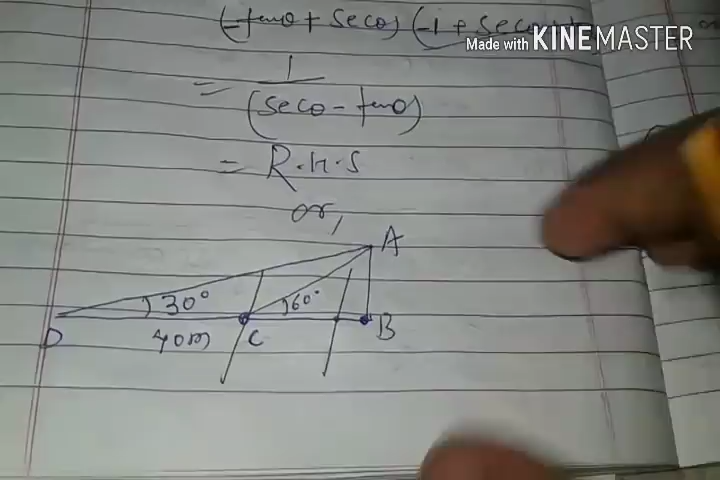 (-tanθ + secθ)(-1 + secθ
Made with KINEMASTER
1
= (secθ - tanθ)
= R.H.S
or,
A
30° 60°
D 40m C B